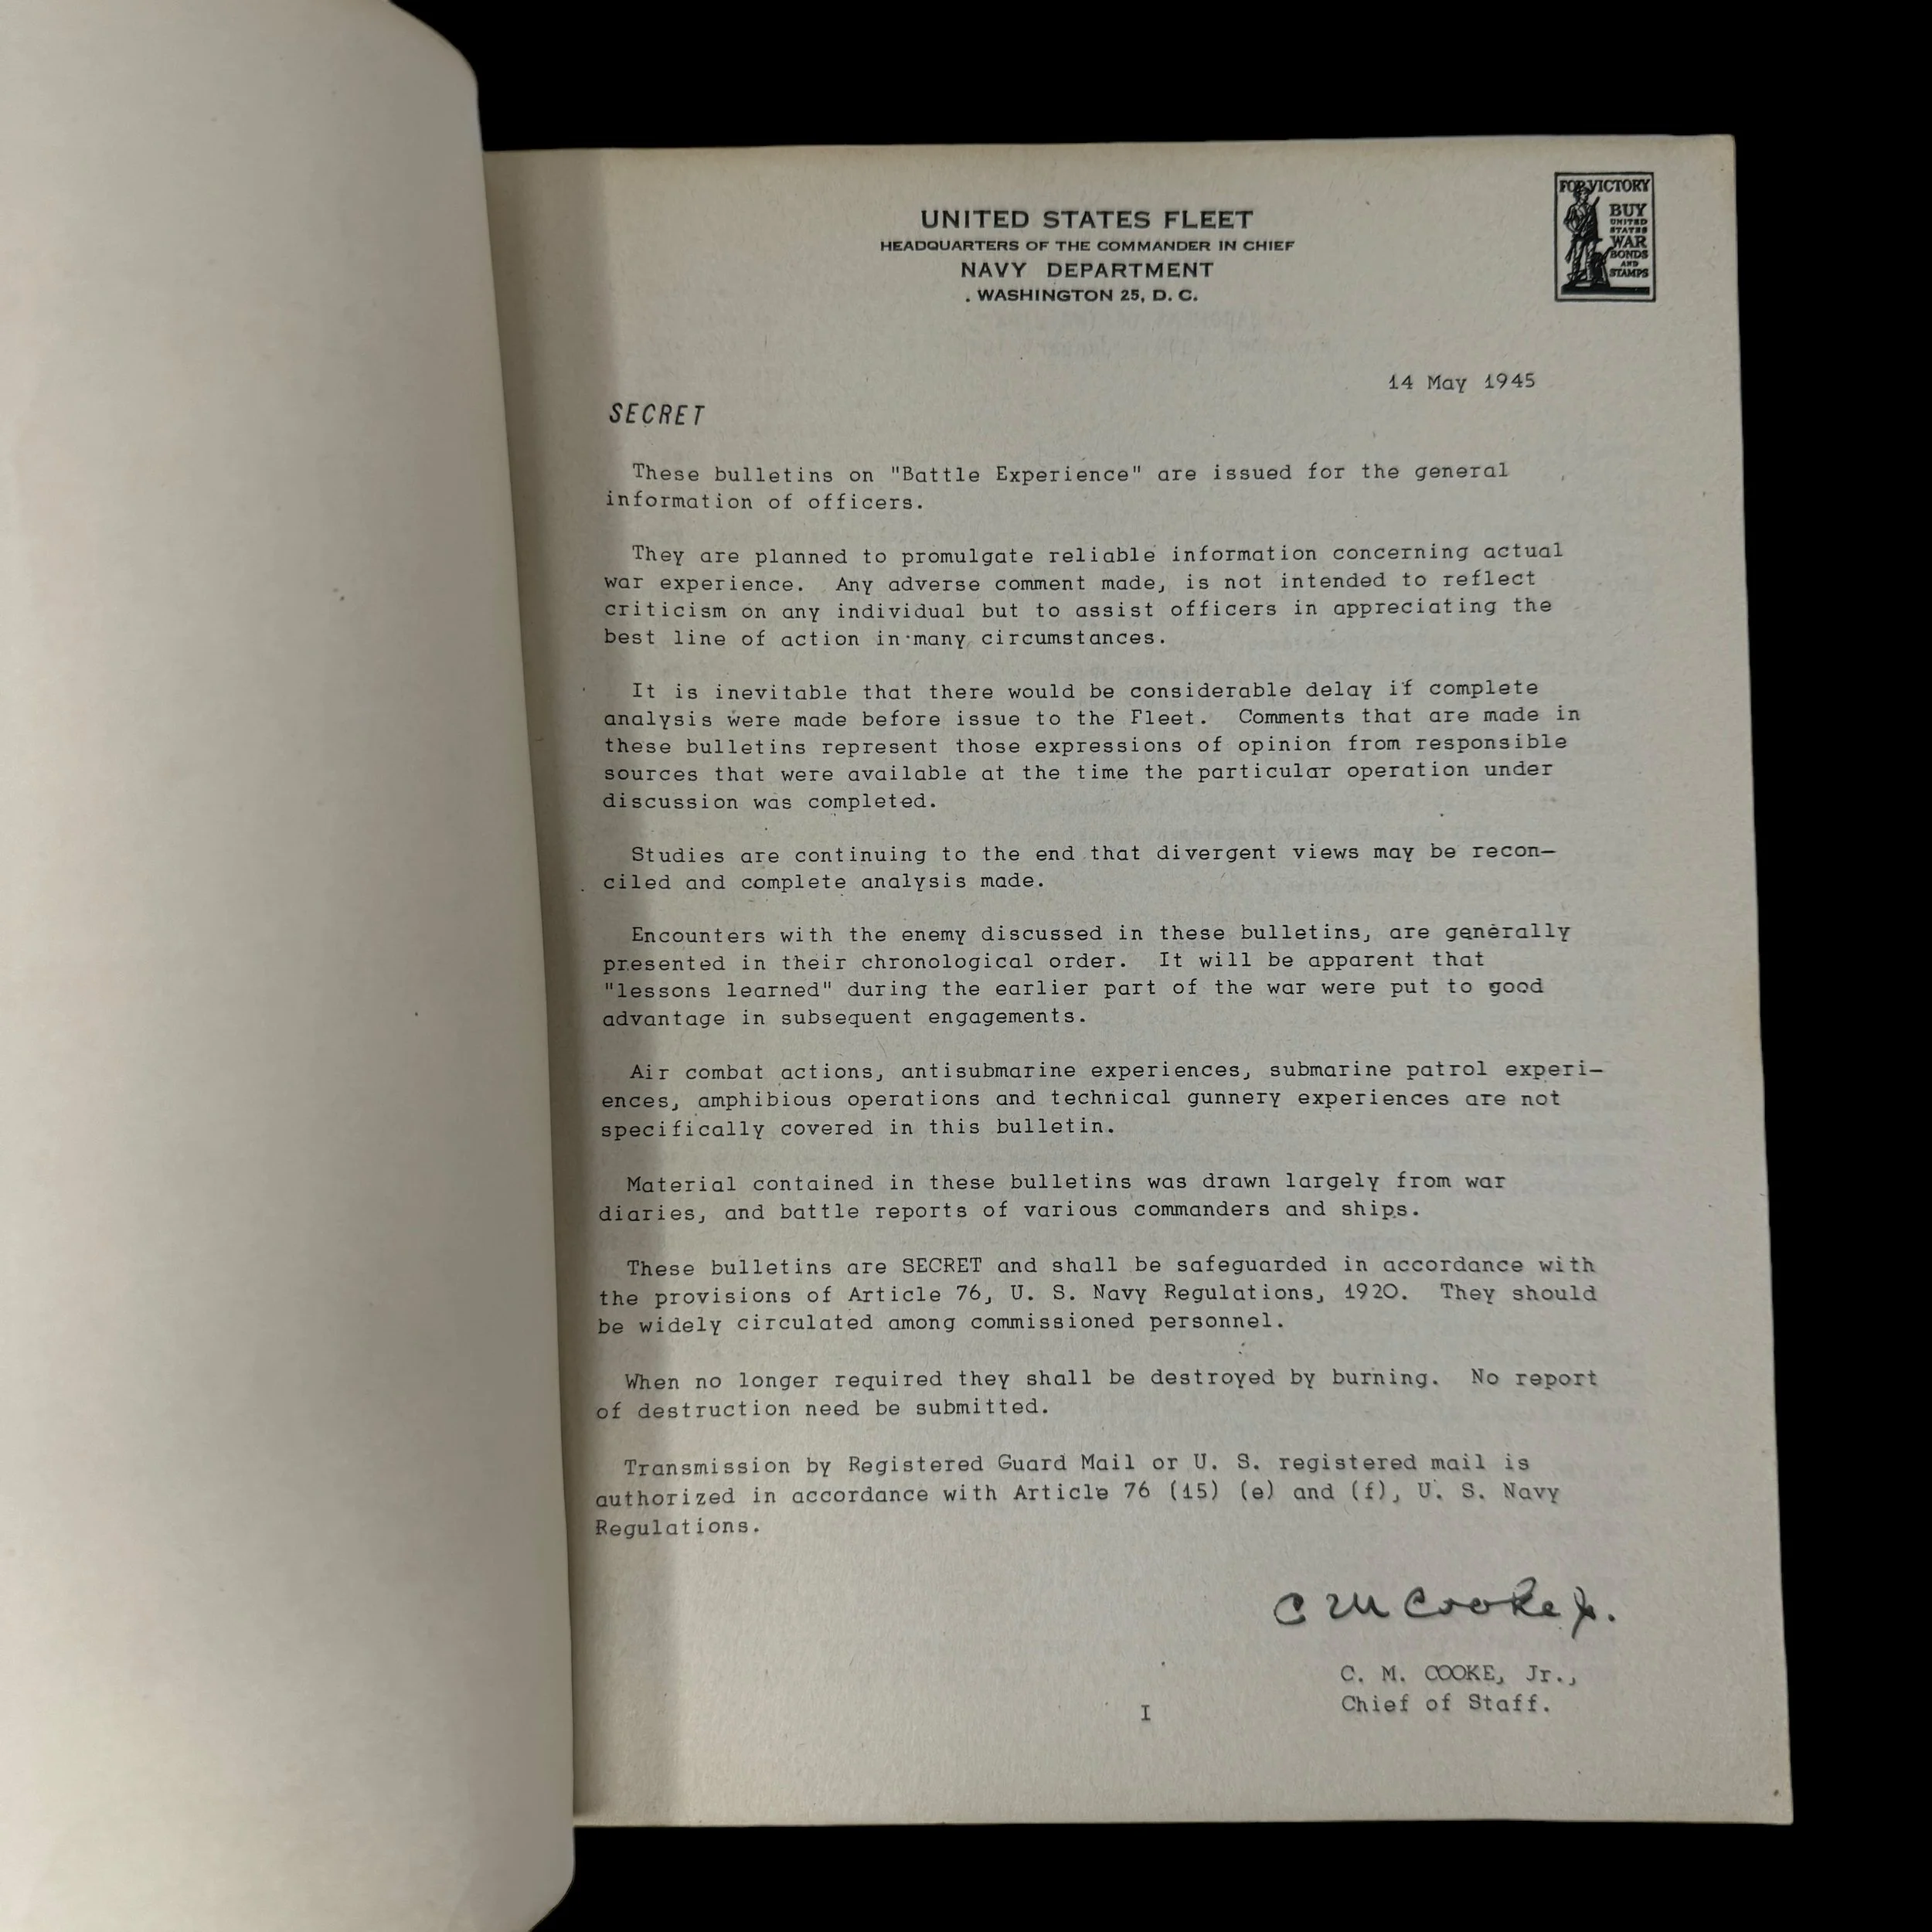 UNITED STATES FLEET
HEADQUARTERS OF THE COMMANDER IN CHIEF
NAVY DEPARTMENT
WASHINGTON 25, D. C.
FOR VICTORY
BUY
UNITED
STATES
WAR
BONDS
AND
STAMPS
14 May 1945
SECRET
These bulletins on "Battle Experience" are issued for the general
information of officers.
They are planned to promulgate reliable information concerning actual
war experience. Any adverse comment made, is not intended to reflect
criticism on any individual but to assist officers in appreciating the
best line of action in many circumstances.
It is inevitable that there would be considerable delay if complete
analysis were made before issue to the Fleet. Comments that are made in
these bulletins represent those expressions of opinion from responsible
sources that were available at the time the particular operation under
discussion was completed.
Studies are continuing to the end that divergent views may be recon-
ciled and complete analysis made.
Encounters with the enemy discussed in these bulletins, are generally
presented in their chronological order. It will be apparent that
"lessons learned" during the earlier part of the war were put to good
advantage in subsequent engagements.
Air combat actions, antisubmarine experiences, submarine patrol experi-
ences, amphibious operations and technical gunnery experiences are not
specifically covered in this bulletin.
Material contained in these bulletins was drawn largely from war
diaries, and battle reports of various commanders and ships.
These bulletins are SECRET and shall be safeguarded in accordance with
the provisions of Article 76, U. S. Navy Regulations, 1920. They should
be widely circulated among commissioned personnel.
When no longer required they shall be destroyed by burning. No report
of destruction need be submitted.
Transmission by Registered Guard Mail or U. S. registered mail is
authorized in accordance with Article 76 (15) (e) and (f), U. S. Navy
Regulations.
C M Cooke Jr.
C. M. COOKE, Jr.,
Chief of Staff.
I